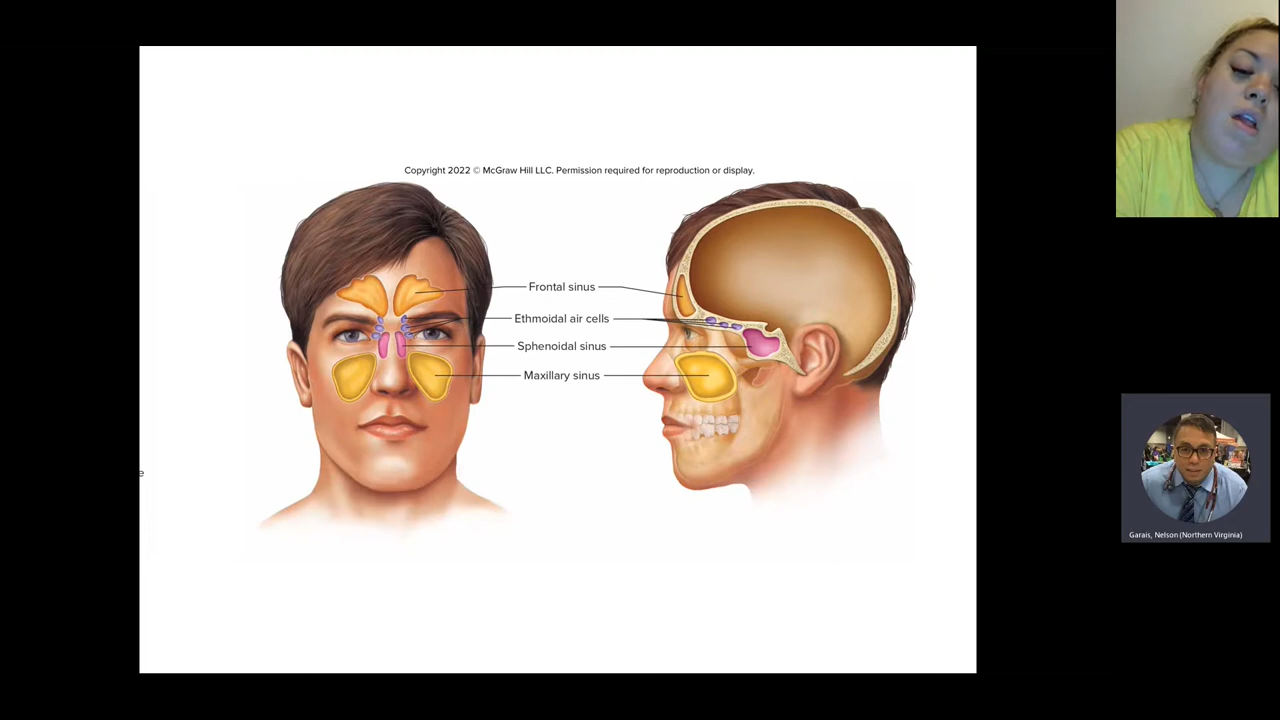 Copyright 2022 © McGraw Hill LLC. Permission required for reproduction or display.
Frontal sinus
Ethmoidal air cells
Sphenoidal sinus
Maxillary sinus
e
Garais, Nelson (Northern Virginia)